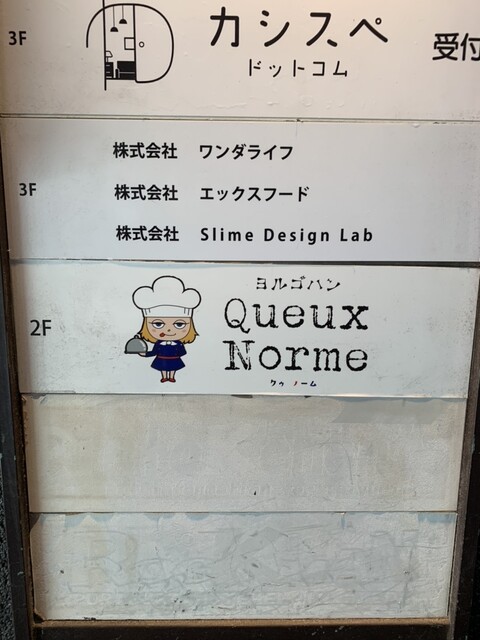 3F
カシスペ
ドットコム
受付
株式会社 ワンダライフ
3F
株式会社 エックスフード
株式会社 Slime Design Lab
2F
ヨルゴハン
Queux
Norme
クゥ ノーム